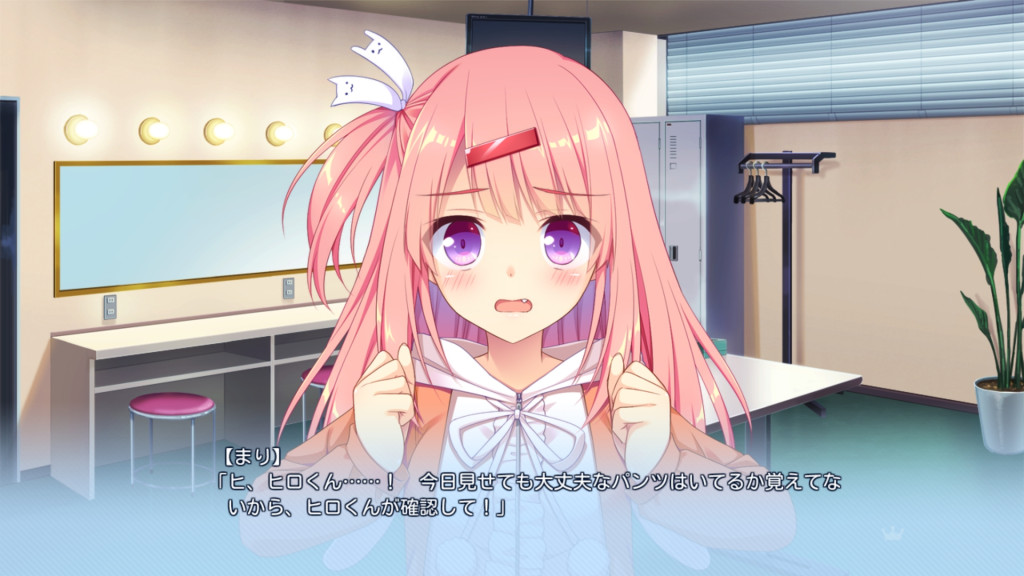 【まり】
「ヒ、ヒロくん……！　今日見せても大丈夫なパンツはいてるか覚えてな
いから、ヒロくんが確認して！」